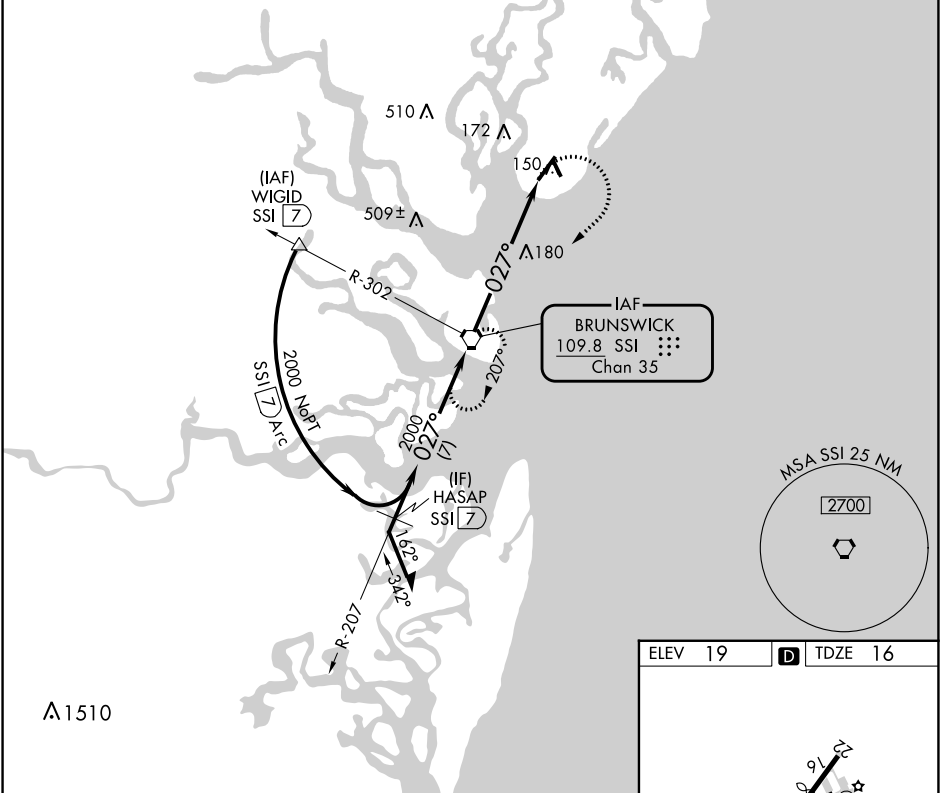 510
172
150
(IAF)
WIGID
SSI 7
509±
180
R-302
027°
IAF
BRUNSWICK
109.8 SSI
Chan 35
207°
2000 NoPT
SSI 7 Arc
2000
027°
(7)
(IF)
HASAP
SSI 7
162°
342°
R-207
MSA SSI 25 NM
2700
1510
ELEV 19 D TDZE 16
22
16